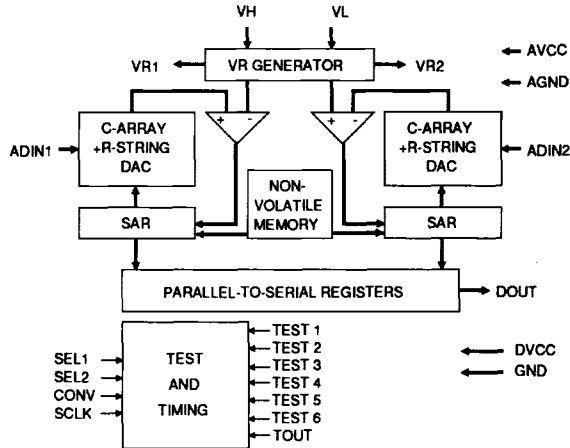 VH VL
VR1 VR GENERATOR VR2
AVCC
AGND
+ - + -
ADIN1 C-ARRAY +R-STRING DAC
C-ARRAY +R-STRING DAC ADIN2
NON-VOLATILE MEMORY
SAR SAR
PARALLEL-TO-SERIAL REGISTERS DOUT
SEL1
SEL2
CONV
SCLK
TEST
AND
TIMING
TEST 1
TEST 2
TEST 3
TEST 4
TEST 5
TEST 6
TOUT
DVCC
GND